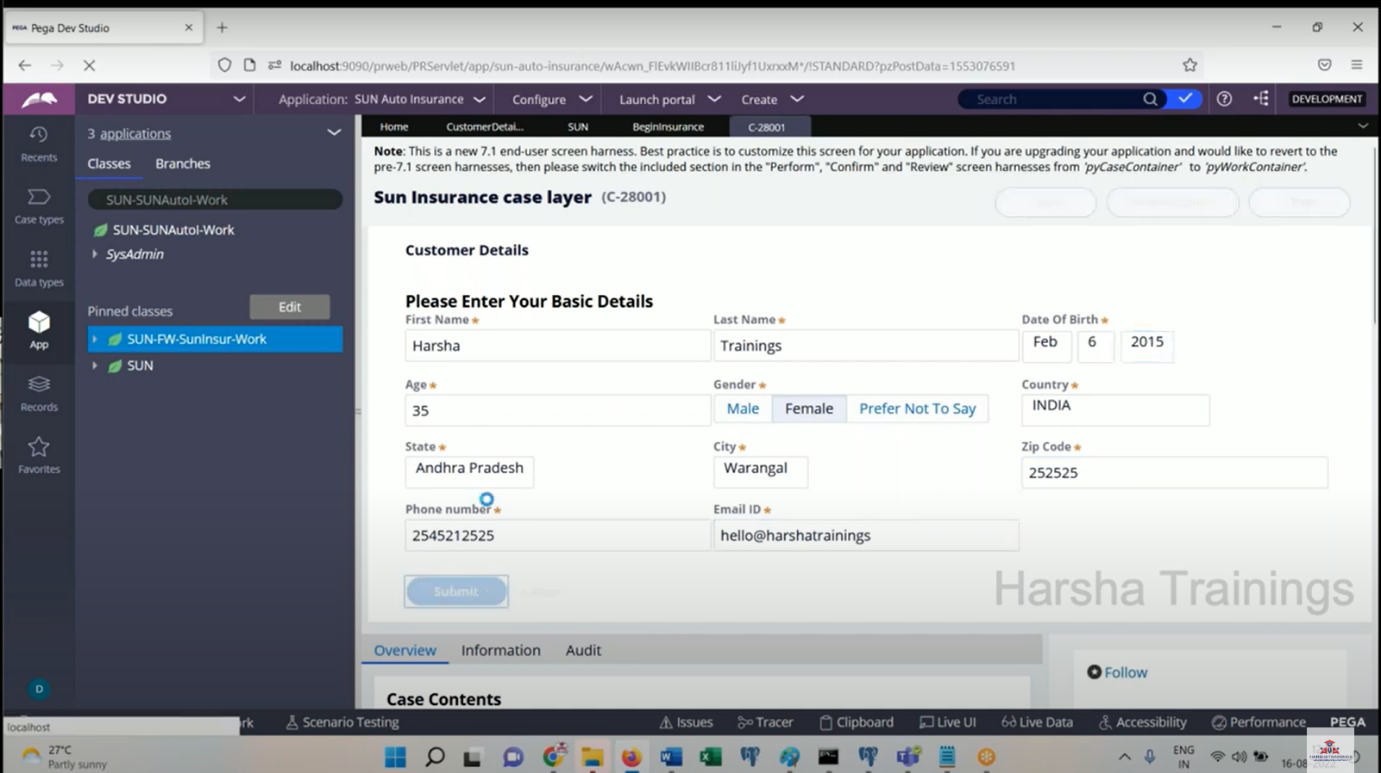 PEGA Pega Dev Studio
localhost:9090/prweb/PRServlet/app/sun-auto-insurance/wAcwn_FIEvkWIIBcr811liJyf1UxrxxM*/!STANDARD?pzPostData=1553076591
DEV STUDIO Application: SUN Auto Insurance Configure Launch portal Create Search DEVELOPMENT
Recents
Case types
Data types
App
Records
Favorites
D
3 applications
Classes Branches
SUN-SUNAutoI-Work
SUN-SUNAutoI-Work
SysAdmin
Pinned classes Edit
SUN-FW-SunInsur-Work
SUN
Home CustomerDetai... SUN BeginInsurance C-28001
Note: This is a new 7.1 end-user screen harness. Best practice is to customize this screen for your application. If you are upgrading your application and would like to revert to the
pre-7.1 screen harnesses, then please switch the included section in the "Perform", "Confirm" and "Review" screen harnesses from 'pyCaseContainer' to 'pyWorkContainer'.
Sun Insurance case layer (C-28001)
Customer Details
Please Enter Your Basic Details
First Name★ Last Name★ Date Of Birth★
Harsha Trainings Feb 6 2015
Age★ Gender★ Country★
35 Male Female Prefer Not To Say INDIA
State★ City★ Zip Code★
Andhra Pradesh Warangal 252525
Phone number★ Email ID★
2545212525 hello@harshatrainings
Submit
Harsha Trainings
Overview Information Audit
Follow
Case Contents
localhost rk Scenario Testing Issues Tracer Clipboard Live UI Live Data Accessibility Performance PEGA
27°C
Partly sunny
ENG
IN
16-08-